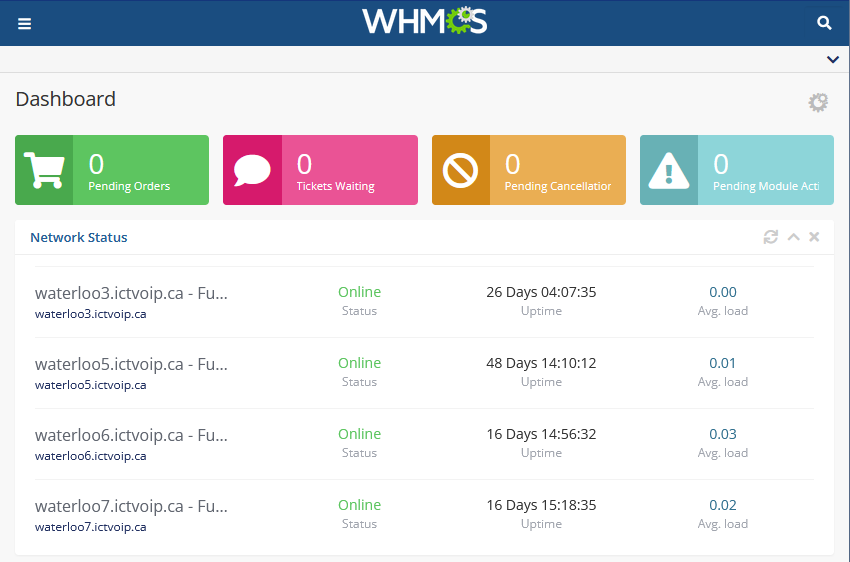 WHMCS
Dashboard
0
Pending Orders
0
Tickets Waiting
0
Pending Cancellation
0
Pending Module Acti
Network Status
waterloo3.ictvoip.ca - Fu... Online 26 Days 04:07:35 0.00
waterloo3.ictvoip.ca Status Uptime Avg. load
waterloo5.ictvoip.ca - Fu... Online 48 Days 14:10:12 0.01
waterloo5.ictvoip.ca Status Uptime Avg. load
waterloo6.ictvoip.ca - Fu... Online 16 Days 14:56:32 0.03
waterloo6.ictvoip.ca Status Uptime Avg. load
waterloo7.ictvoip.ca - Fu... Online 16 Days 15:18:35 0.02
waterloo7.ictvoip.ca Status Uptime Avg. load